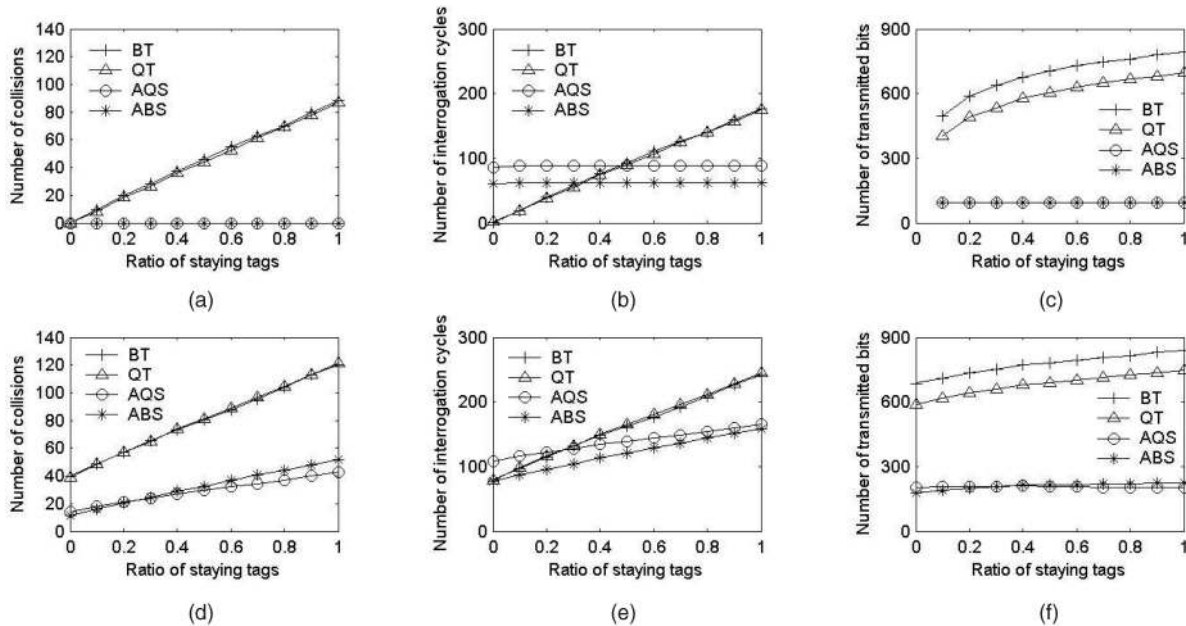 140
120
100
80
60
40
20
0
Number of collisions
BT
QT
AQS
ABS
0 0.2 0.4 0.6 0.8 1
Ratio of staying tags
(a)
300
200
100
0
Number of interrogation cycles
BT
QT
AQS
ABS
0 0.2 0.4 0.6 0.8 1
Ratio of staying tags
(b)
900
600
300
0
Number of transmitted bits
BT
QT
AQS
ABS
0 0.2 0.4 0.6 0.8 1
Ratio of staying tags
(c)
140
120
100
80
60
40
20
0
Number of collisions
BT
QT
AQS
ABS
0 0.2 0.4 0.6 0.8 1
Ratio of staying tags
(d)
300
200
100
0
Number of interrogation cycles
BT
QT
AQS
ABS
0 0.2 0.4 0.6 0.8 1
Ratio of staying tags
(e)
900
600
300
0
Number of transmitted bits
BT
QT
AQS
ABS
0 0.2 0.4 0.6 0.8 1
Ratio of staying tags
(f)